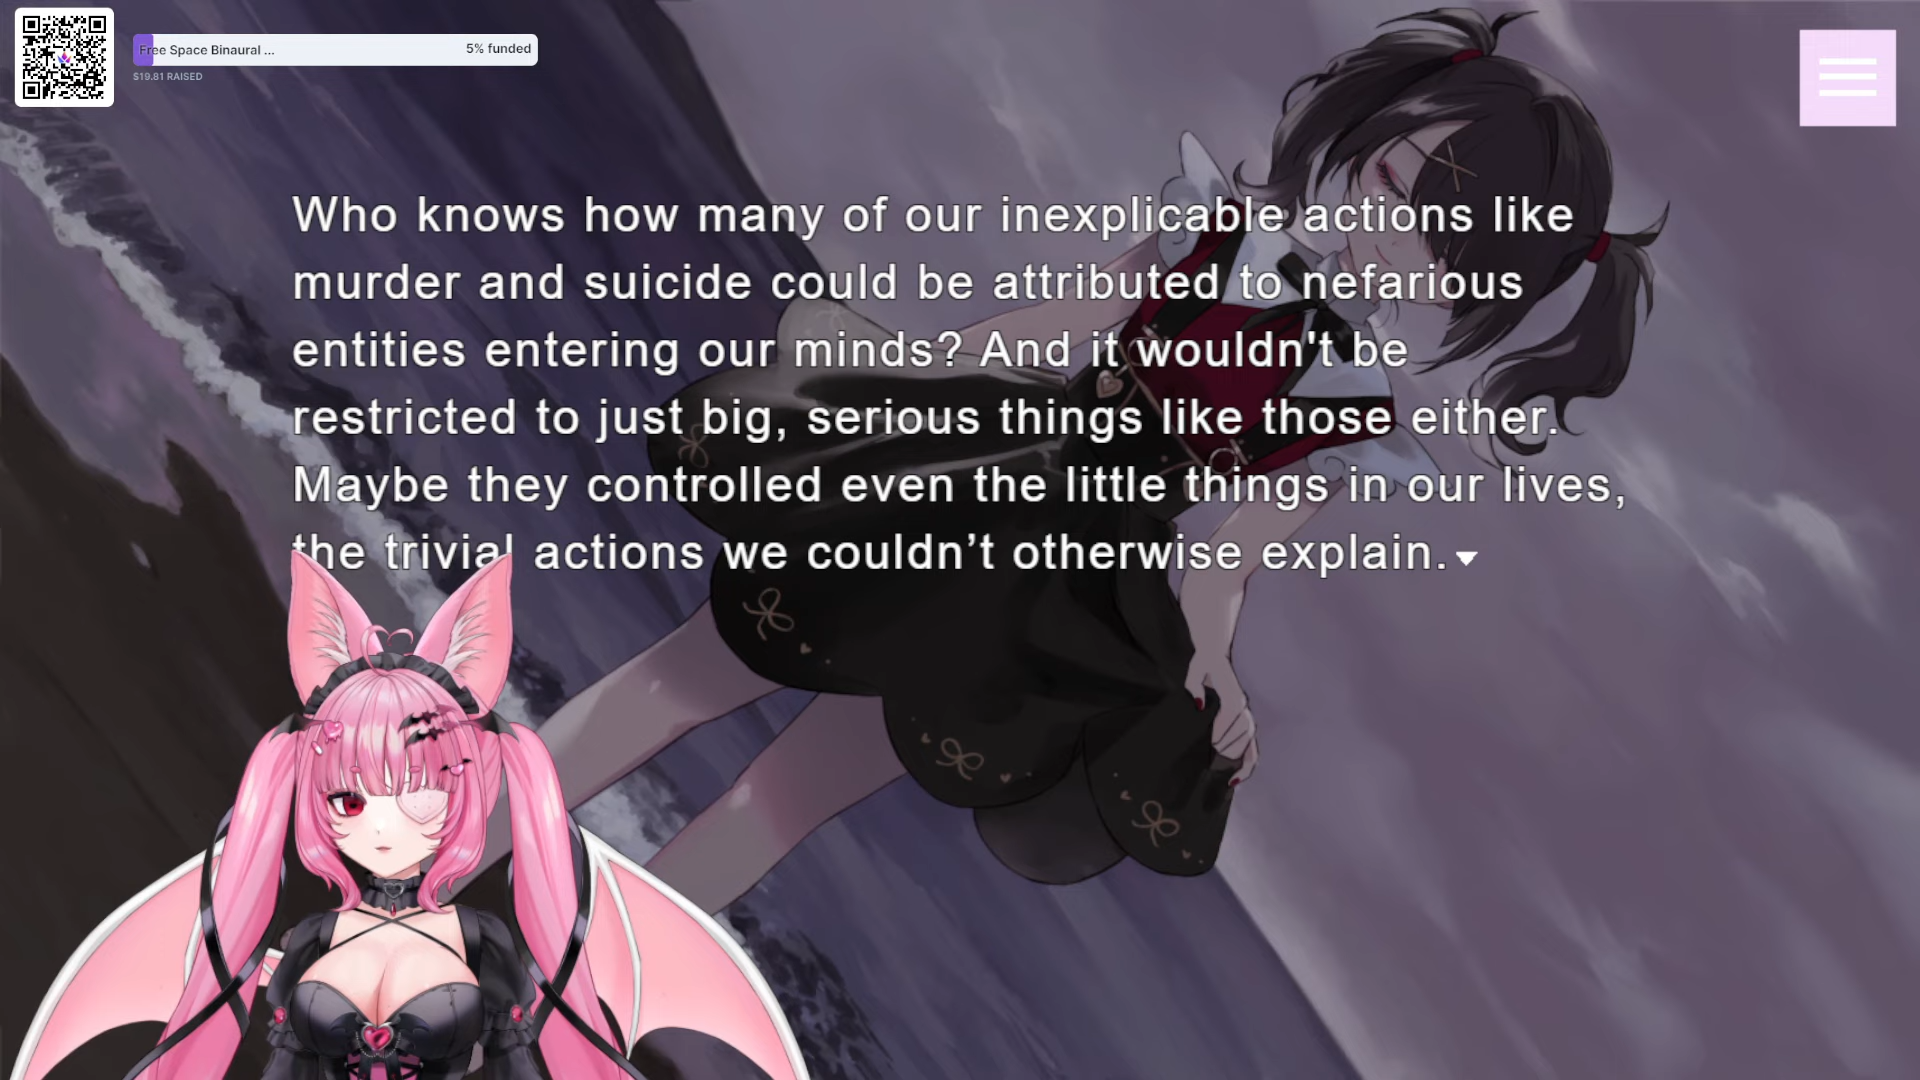 Free Space Binaural ...
5% funded
$19.81 RAISED
Who knows how many of our inexplicable actions like
murder and suicide could be attributed to nefarious
entities entering our minds? And it wouldn't be
restricted to just big, serious things like those either.
Maybe they controlled even the little things in our lives,
the trivial actions we couldn’t otherwise explain.